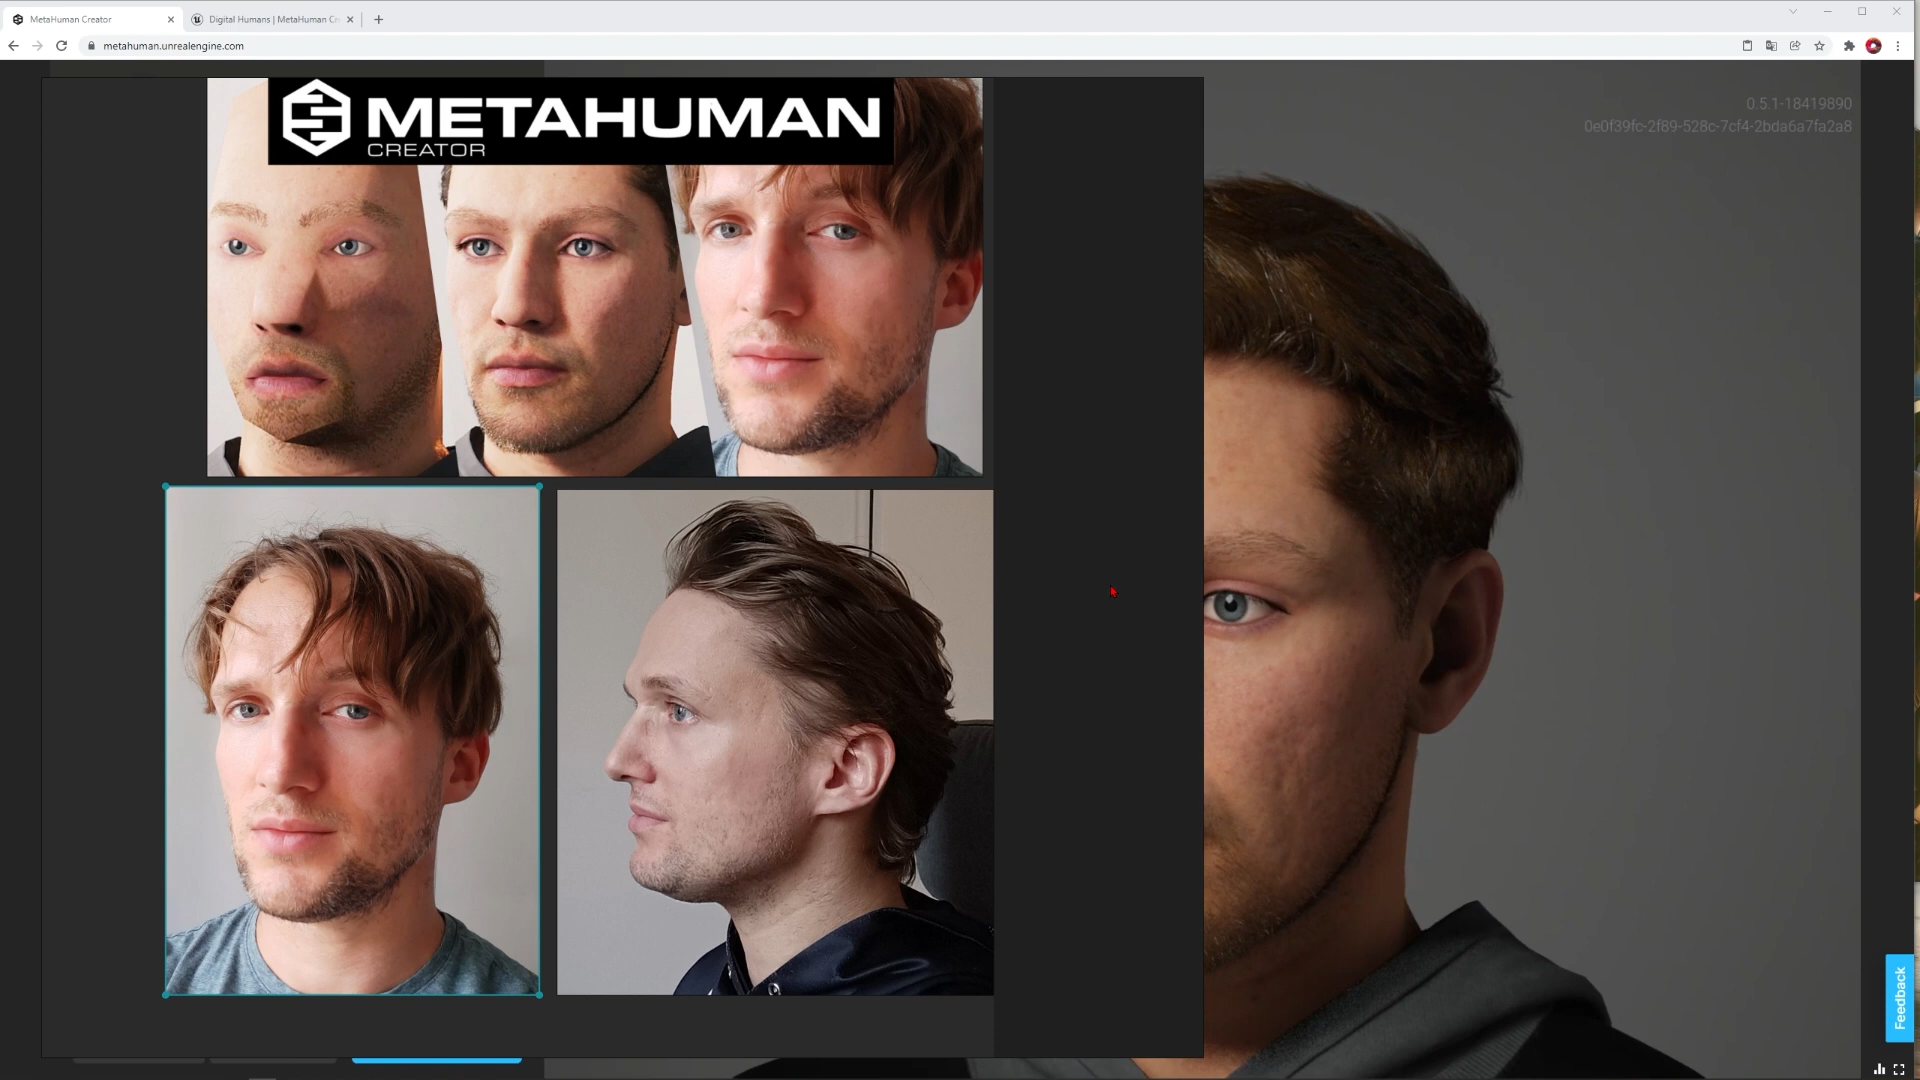 MetaHuman Creator
Digital Humans | MetaHuman Cr
metahuman.unrealengine.com
METAHUMAN
CREATOR
0.5.1-18419890
0e0f39fc-2f89-528c-7cf4-2bda6a7fa2a8
Feedback